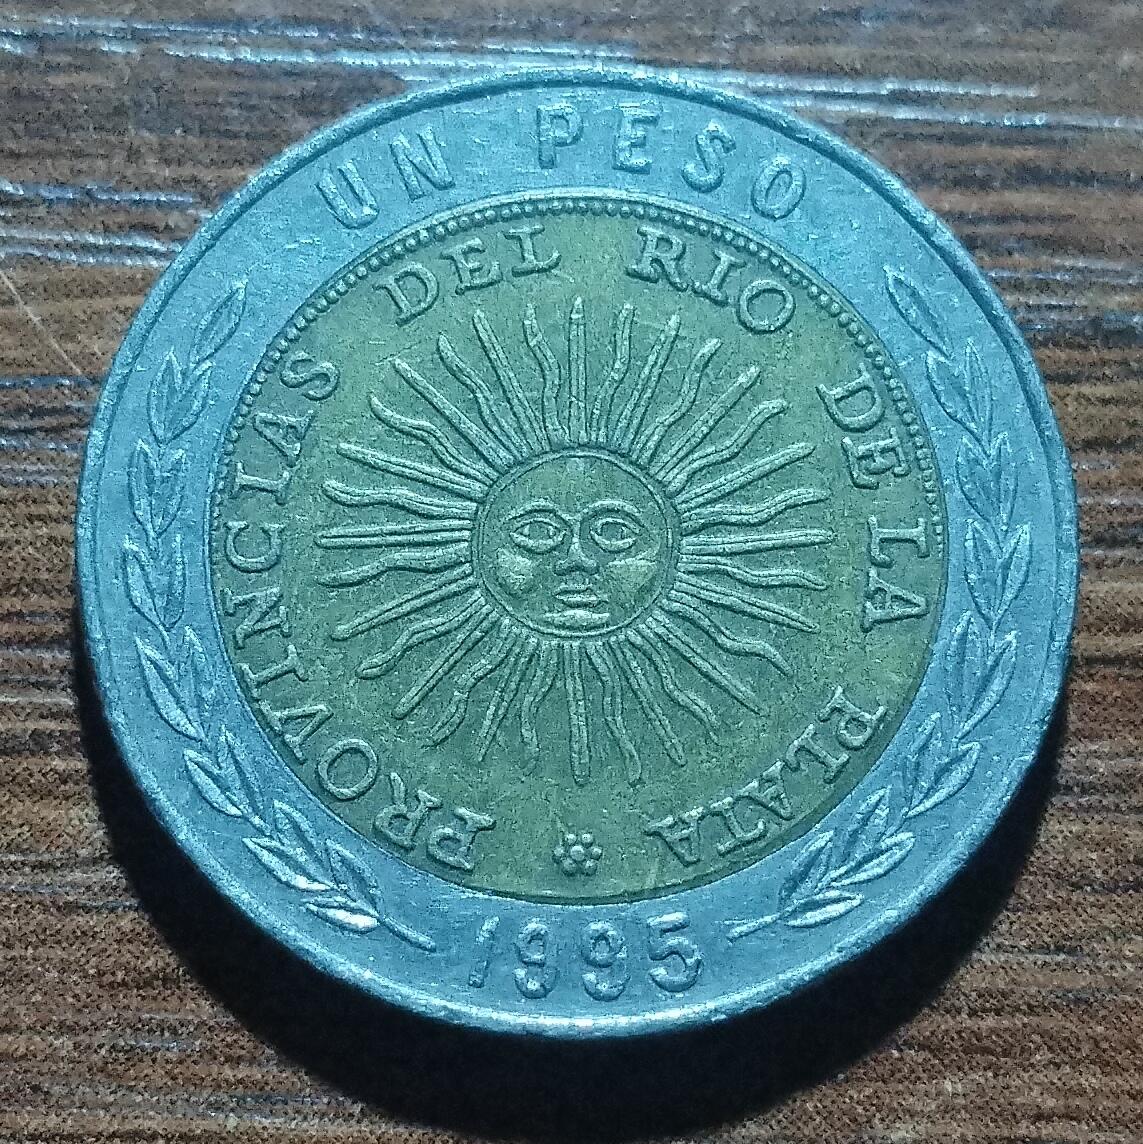 UN PESO
PROVINCIAS DEL RIO DE LA PLATA
1995